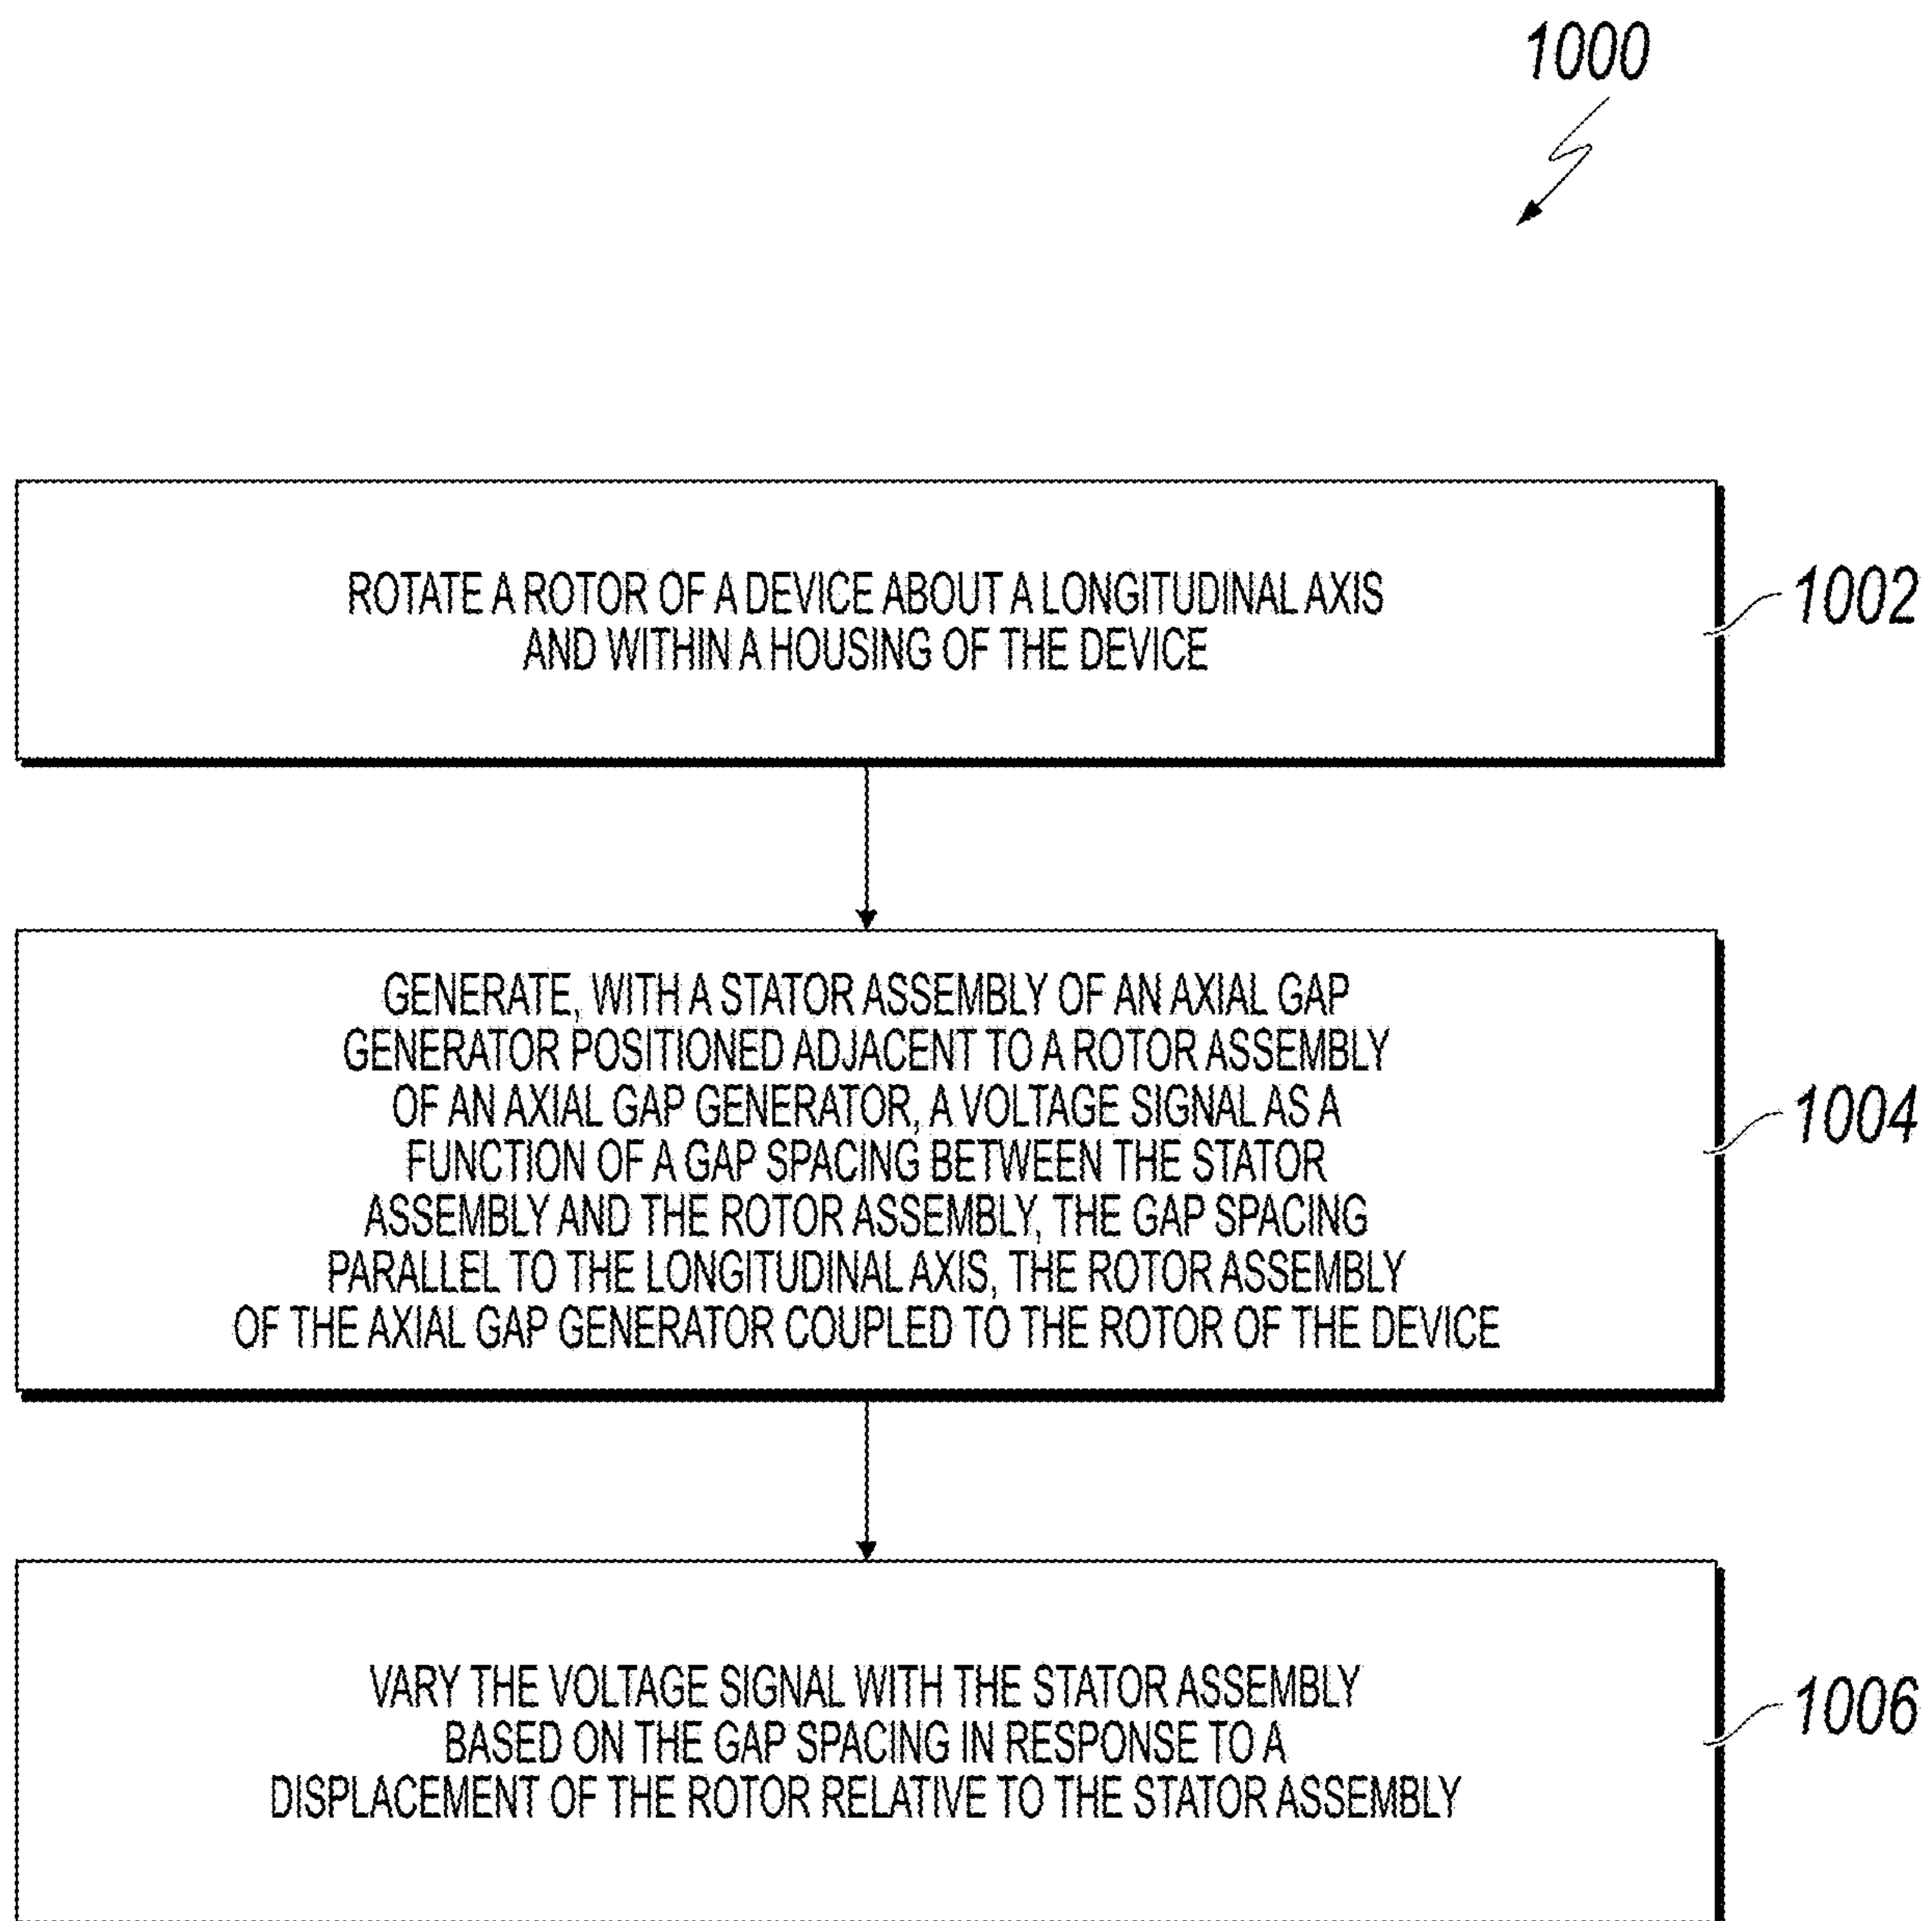 1000
ROTATE A ROTOR OF A DEVICE ABOUT A LONGITUDINAL AXIS
AND WITHIN A HOUSING OF THE DEVICE
1002
GENERATE, WITH A STATOR ASSEMBLY OF AN AXIAL GAP
GENERATOR POSITIONED ADJACENT TO A ROTOR ASSEMBLY
OF AN AXIAL GAP GENERATOR, A VOLTAGE SIGNAL AS A
FUNCTION OF A GAP SPACING BETWEEN THE STATOR
ASSEMBLY AND THE ROTOR ASSEMBLY, THE GAP SPACING
PARALLEL TO THE LONGITUDINAL AXIS, THE ROTOR ASSEMBLY
OF THE AXIAL GAP GENERATOR COUPLED TO THE ROTOR OF THE DEVICE
1004
VARY THE VOLTAGE SIGNAL WITH THE STATOR ASSEMBLY
BASED ON THE GAP SPACING IN RESPONSE TO A
DISPLACEMENT OF THE ROTOR RELATIVE TO THE STATOR ASSEMBLY
1006